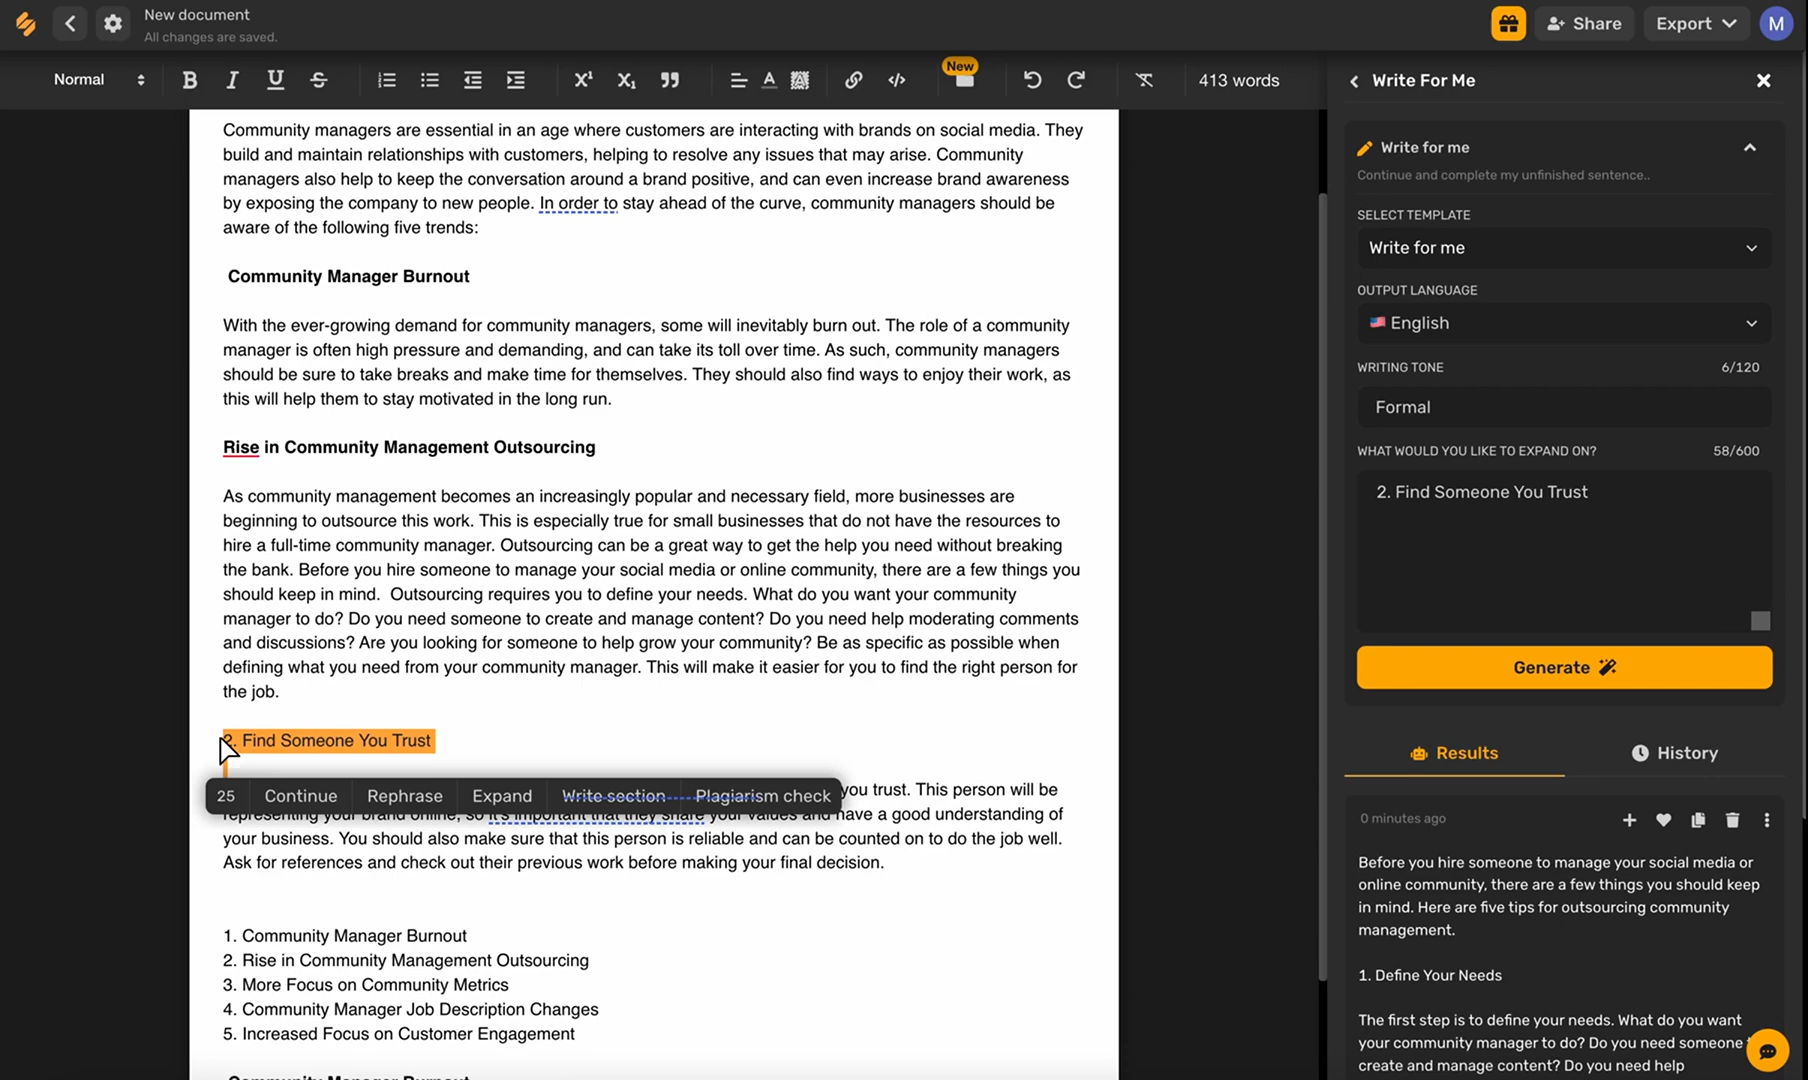 New document
All changes are saved.
Share
Export
M
Normal
B
I
U
S
X¹
X₁
New
413 words
Write For Me
Community managers are essential in an age where customers are interacting with brands on social media. They
build and maintain relationships with customers, helping to resolve any issues that may arise. Community
managers also help to keep the conversation around a brand positive, and can even increase brand awareness
by exposing the company to new people. In order to stay ahead of the curve, community managers should be
aware of the following five trends:
Community Manager Burnout
With the ever-growing demand for community managers, some will inevitably burn out. The role of a community
manager is often high pressure and demanding, and can take its toll over time. As such, community managers
should be sure to take breaks and make time for themselves. They should also find ways to enjoy their work, as
this will help them to stay motivated in the long run.
Rise in Community Management Outsourcing
As community management becomes an increasingly popular and necessary field, more businesses are
beginning to outsource this work. This is especially true for small businesses that do not have the resources to
hire a full-time community manager. Outsourcing can be a great way to get the help you need without breaking
the bank. Before you hire someone to manage your social media or online community, there are a few things you
should keep in mind.  Outsourcing requires you to define your needs. What do you want your community
manager to do? Do you need someone to create and manage content? Do you need help moderating comments
and discussions? Are you looking for someone to help grow your community? Be as specific as possible when
defining what you need from your community manager. This will make it easier for you to find the right person for
the job.
2. Find Someone You Trust
you trust. This person will be
25 Continue Rephrase Expand Write section Plagiarism check
representing your brand online, so it's important that they share your values and have a good understanding of
your business. You should also make sure that this person is reliable and can be counted on to do the job well.
Ask for references and check out their previous work before making your final decision.
1. Community Manager Burnout
2. Rise in Community Management Outsourcing
3. More Focus on Community Metrics
4. Community Manager Job Description Changes
5. Increased Focus on Customer Engagement
Community Manager Burnout
Write for me
Continue and complete my unfinished sentence..
SELECT TEMPLATE
Write for me
OUTPUT LANGUAGE
English
WRITING TONE 6/120
Formal
WHAT WOULD YOU LIKE TO EXPAND ON? 58/600
2. Find Someone You Trust
Generate
Results
History
0 minutes ago
Before you hire someone to manage your social media or
online community, there are a few things you should keep
in mind. Here are five tips for outsourcing community
management.
1. Define Your Needs
The first step is to define your needs. What do you want
your community manager to do? Do you need someone
create and manage content? Do you need help